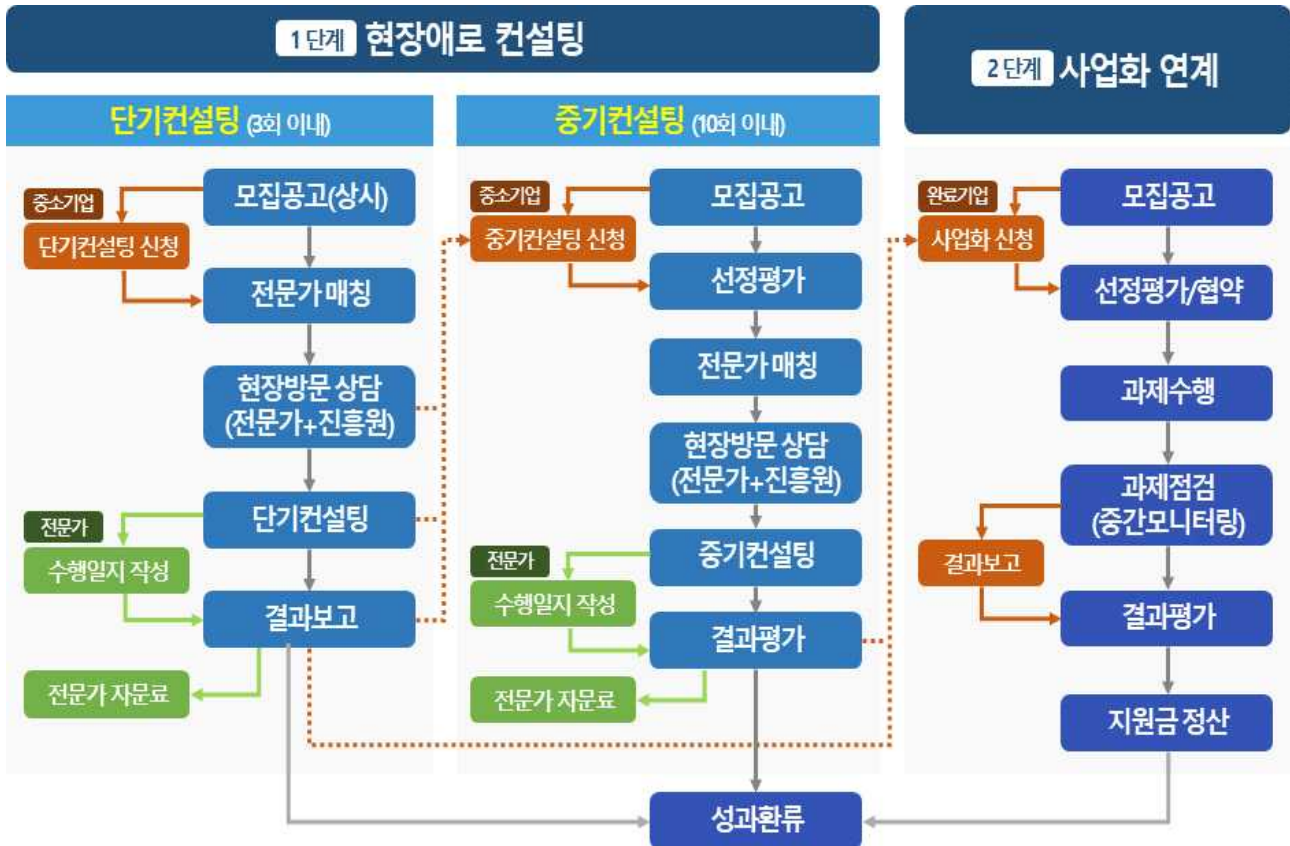 1 단계 현장애로 컨설팅
단기컨설팅 (3회 이내)
중소기업
모집공고(상시)
단기컨설팅 신청
전문가 매칭
현장방문 상담
(전문가+진흥원)
단기컨설팅
전문가
수행일지 작성
결과보고
전문가 자문료
중기컨설팅 (10회 이내)
중소기업
모집공고
중기컨설팅 신청
선정평가
전문가 매칭
현장방문 상담
(전문가+진흥원)
중기컨설팅
전문가
수행일지 작성
결과평가
전문가 자문료
2 단계 사업화 연계
완료기업
모집공고
사업화 신청
선정평가/협약
과제수행
과제점검
(중간모니터링)
결과보고
결과평가
지원금 정산
성과환류